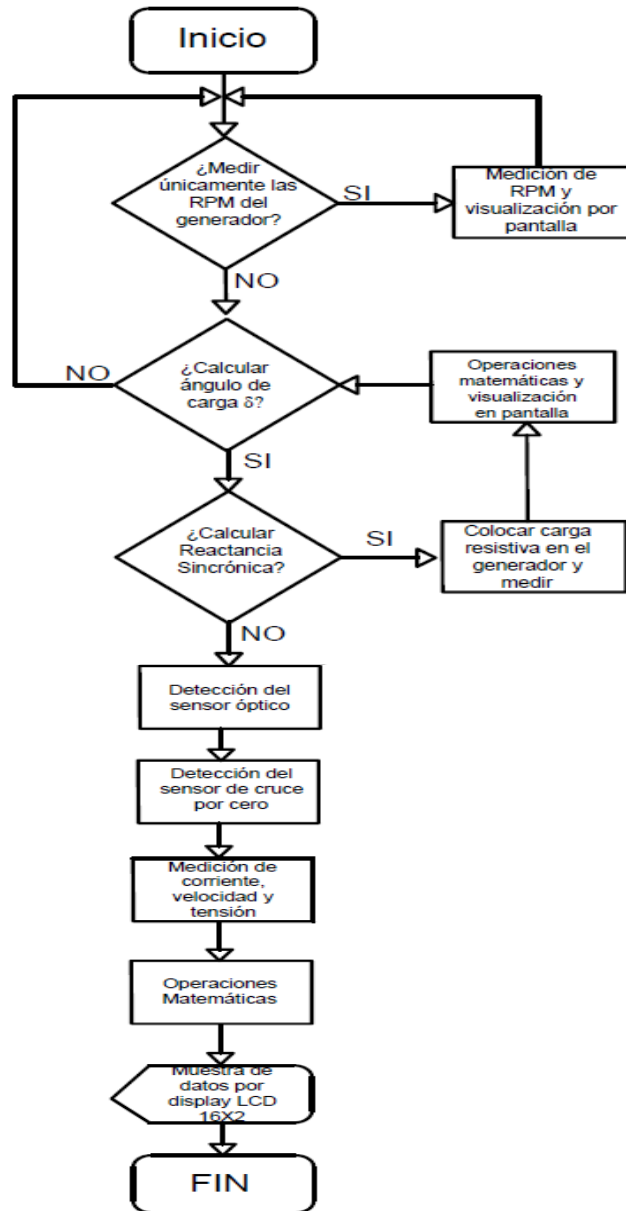 Inicio
¿Medir
únicamente las
RPM del
generador?
SI
Medición de
RPM y
visualización por
pantalla
NO
¿Calcular
ángulo de
carga δ?
NO
Operaciones
matemáticas y
visualización
en pantalla
SI
¿Calcular
Reactancia
Sincrónica?
SI
Colocar carga
resistiva en el
generador y
medir
NO
Detección del
sensor óptico
Detección del
sensor de cruce
por cero
Medición de
corriente,
velocidad y
tensión
Operaciones
Matemáticas
Muestra de
datos por
display LCD
16X2
FIN